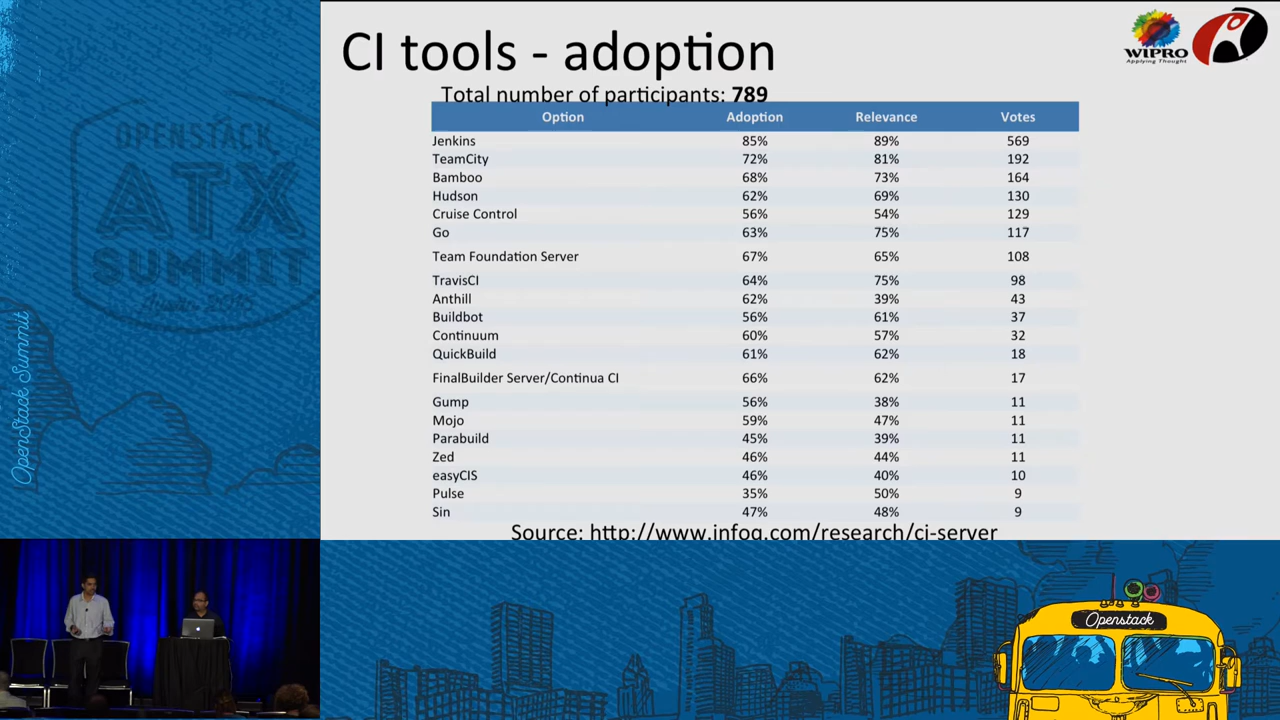 CI tools - adoption
WIPRO
Applying Thought
Total number of participants: 789
Option Adoption Relevance Votes
Jenkins 85% 89% 569
TeamCity 72% 81% 192
Bamboo 68% 73% 164
Hudson 62% 69% 130
Cruise Control 56% 54% 129
Go 63% 75% 117
Team Foundation Server 67% 65% 108
TravisCI 64% 75% 98
Anthill 62% 39% 43
Buildbot 56% 61% 37
Continuum 60% 57% 32
QuickBuild 61% 62% 18
FinalBuilder Server/Continua CI 66% 62% 17
Gump 56% 38% 11
Mojo 59% 47% 11
Parabuild 45% 39% 11
Zed 46% 44% 11
easyCIS 46% 40% 10
Pulse 35% 50% 9
Sin 47% 48% 9
Source: http://www.infoq.com/research/ci-server
OPENSTACK
ATX
SUMMIT
OpenStack Summit
Openstack